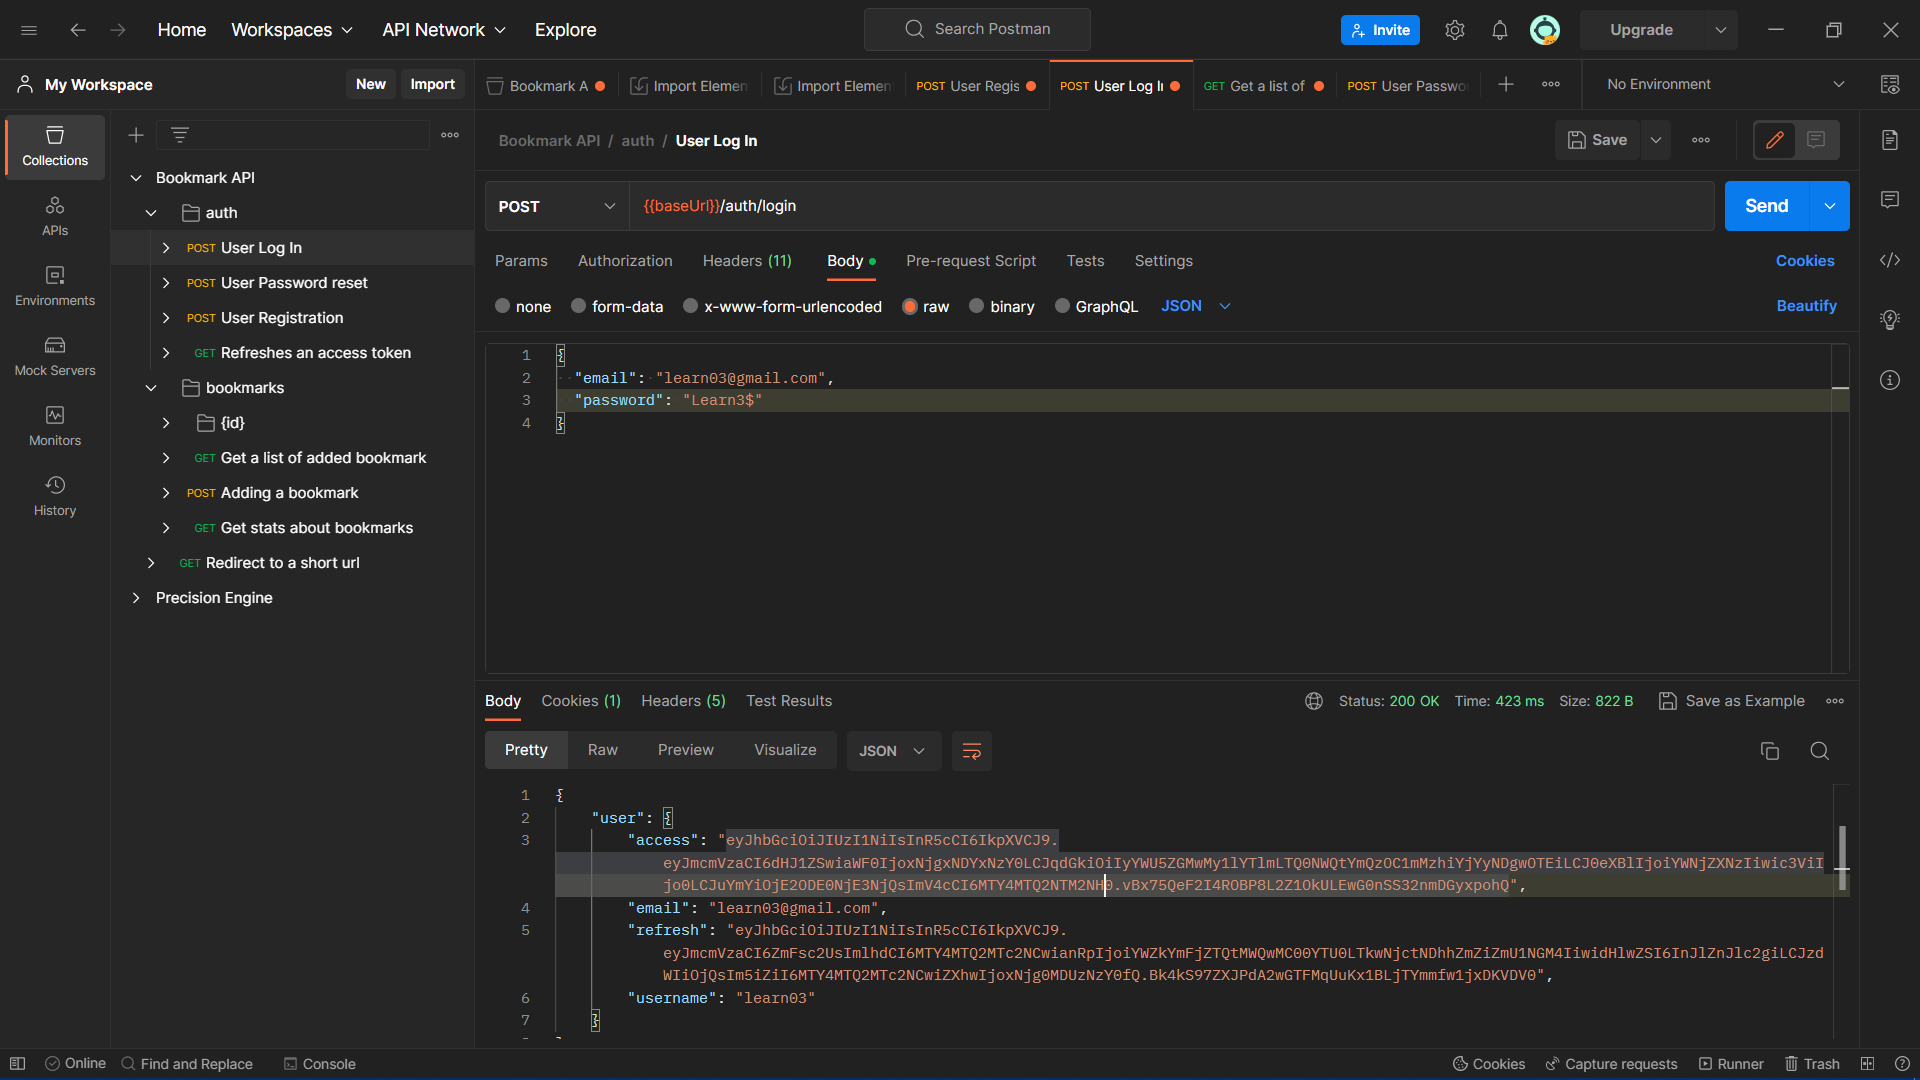 Home
Workspaces
API Network
Explore
Search Postman
Invite
Upgrade
My Workspace
New
Import
Bookmark A
Import Elemen
Import Elemen
POST User Regis
POST User Log I
GET Get a list of
POST User Passwo
No Environment
Collections
APIs
Environments
Mock Servers
Monitors
History
Bookmark API
auth
POST User Log In
POST User Password reset
POST User Registration
GET Refreshes an access token
bookmarks
{id}
GET Get a list of added bookmark
POST Adding a bookmark
GET Get stats about bookmarks
GET Redirect to a short url
Precision Engine
Bookmark API / auth / User Log In
Save
POST
{{baseUrl}}/auth/login
Send
Params
Authorization
Headers (11)
Body
Pre-request Script
Tests
Settings
Cookies
none
form-data
x-www-form-urlencoded
raw
binary
GraphQL
JSON
Beautify
1 {
2 "email": "learn03@gmail.com",
3 "password": "Learn3$"
4 }
Body
Cookies (1)
Headers (5)
Test Results
Status: 200 OK
Time: 423 ms
Size: 822 B
Save as Example
Pretty
Raw
Preview
Visualize
JSON
1 {
2 "user": {
3 "access": "eyJhbGciOiJIUzI1NiIsInR5cCI6IkpXVCJ9.
eyJmcmVzaCI6dHJ1ZSwiaWF0IjoxNjgxNDYxNzY0LCJqdGkiOiIyYWU5ZGMwMy1lYTlmLTQ0NWQtYmQzOC1mMzhiYjYyNDgwOTEiLCJ0eXBlIjoiYWNjZXNzIiwic3ViI
jo0LCJuYmYiOjE2ODE0NjE3NjQsImV4cCI6MTY4MTQ2NTM2NH0.vBx75QeF2I4ROBP8L2Z1OkULEwG0nSS32nmDGyxpohQ",
4 "email": "learn03@gmail.com",
5 "refresh": "eyJhbGciOiJIUzI1NiIsInR5cCI6IkpXVCJ9.
eyJmcmVzaCI6ZmFsc2UsImlhdCI6MTY4MTQ2MTc2NCwianRpIjoiYWZkYmFjZTQtMWQwMC00YTU0LTkwNjctNDhhZmZiZmU1NGM4IiwidHlwZSI6InJlZnJlc2giLCJzd
WIiOjQsIm5iZiI6MTY4MTQ2MTc2NCwiZXhwIjoxNjg0MDUzNzY0fQ.Bk4kS97ZXJPdA2wGTFMqUuKx1BLjTYmmfw1jxDKVDV0",
6 "username": "learn03"
7 }
Online
Find and Replace
Console
Cookies
Capture requests
Runner
Trash